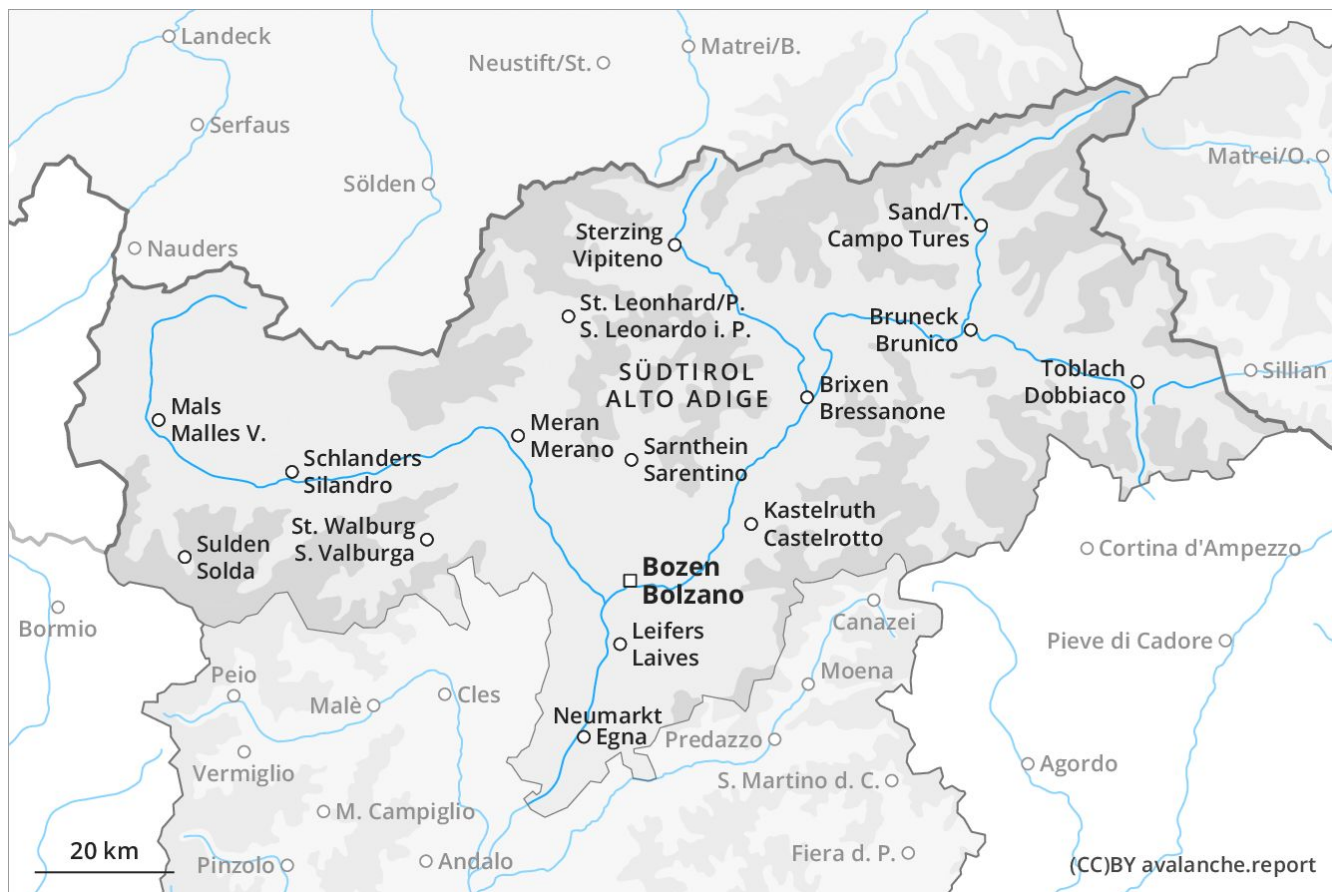 Landeck
Matrei/B.
Neustift/St.
Serfaus
Matrei/O.
Sölden
Nauders
Sand/T.
Campo Tures
Sterzing
Vipiteno
St. Leonhard/P.
S. Leonardo i. P.
Bruneck
Brunico
SÜDTIROL
ALTO ADIGE
Toblach
Dobbiaco
Sillian
Brixen
Bressanone
Mals
Malles V.
Meran
Merano
Sarnthein
Sarentino
Schlanders
Silandro
St. Walburg
S. Valburga
Kastelruth
Castelrotto
Sulden
Solda
Cortina d'Ampezzo
Bozen
Bolzano
Bormio
Canazei
Leifers
Laives
Pieve di Cadore
Peio
Moena
Malè
Cles
Neumarkt
Egna
Predazzo
Vermiglio
Agordo
S. Martino d. C.
M. Campiglio
20 km
Pinzolo
Andalo
Fiera d. P.
(CC)BY avalanche.report